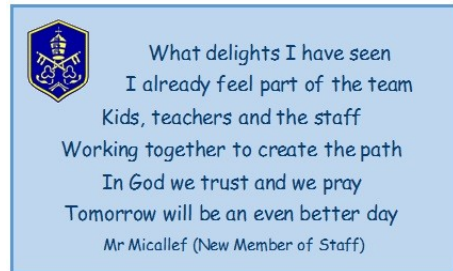 What delights I have seen
I already feel part of the team
Kids, teachers and the staff
Working together to create the path
In God we trust and we pray
Tomorrow will be an even better day
Mr Micallef (New Member of Staff)